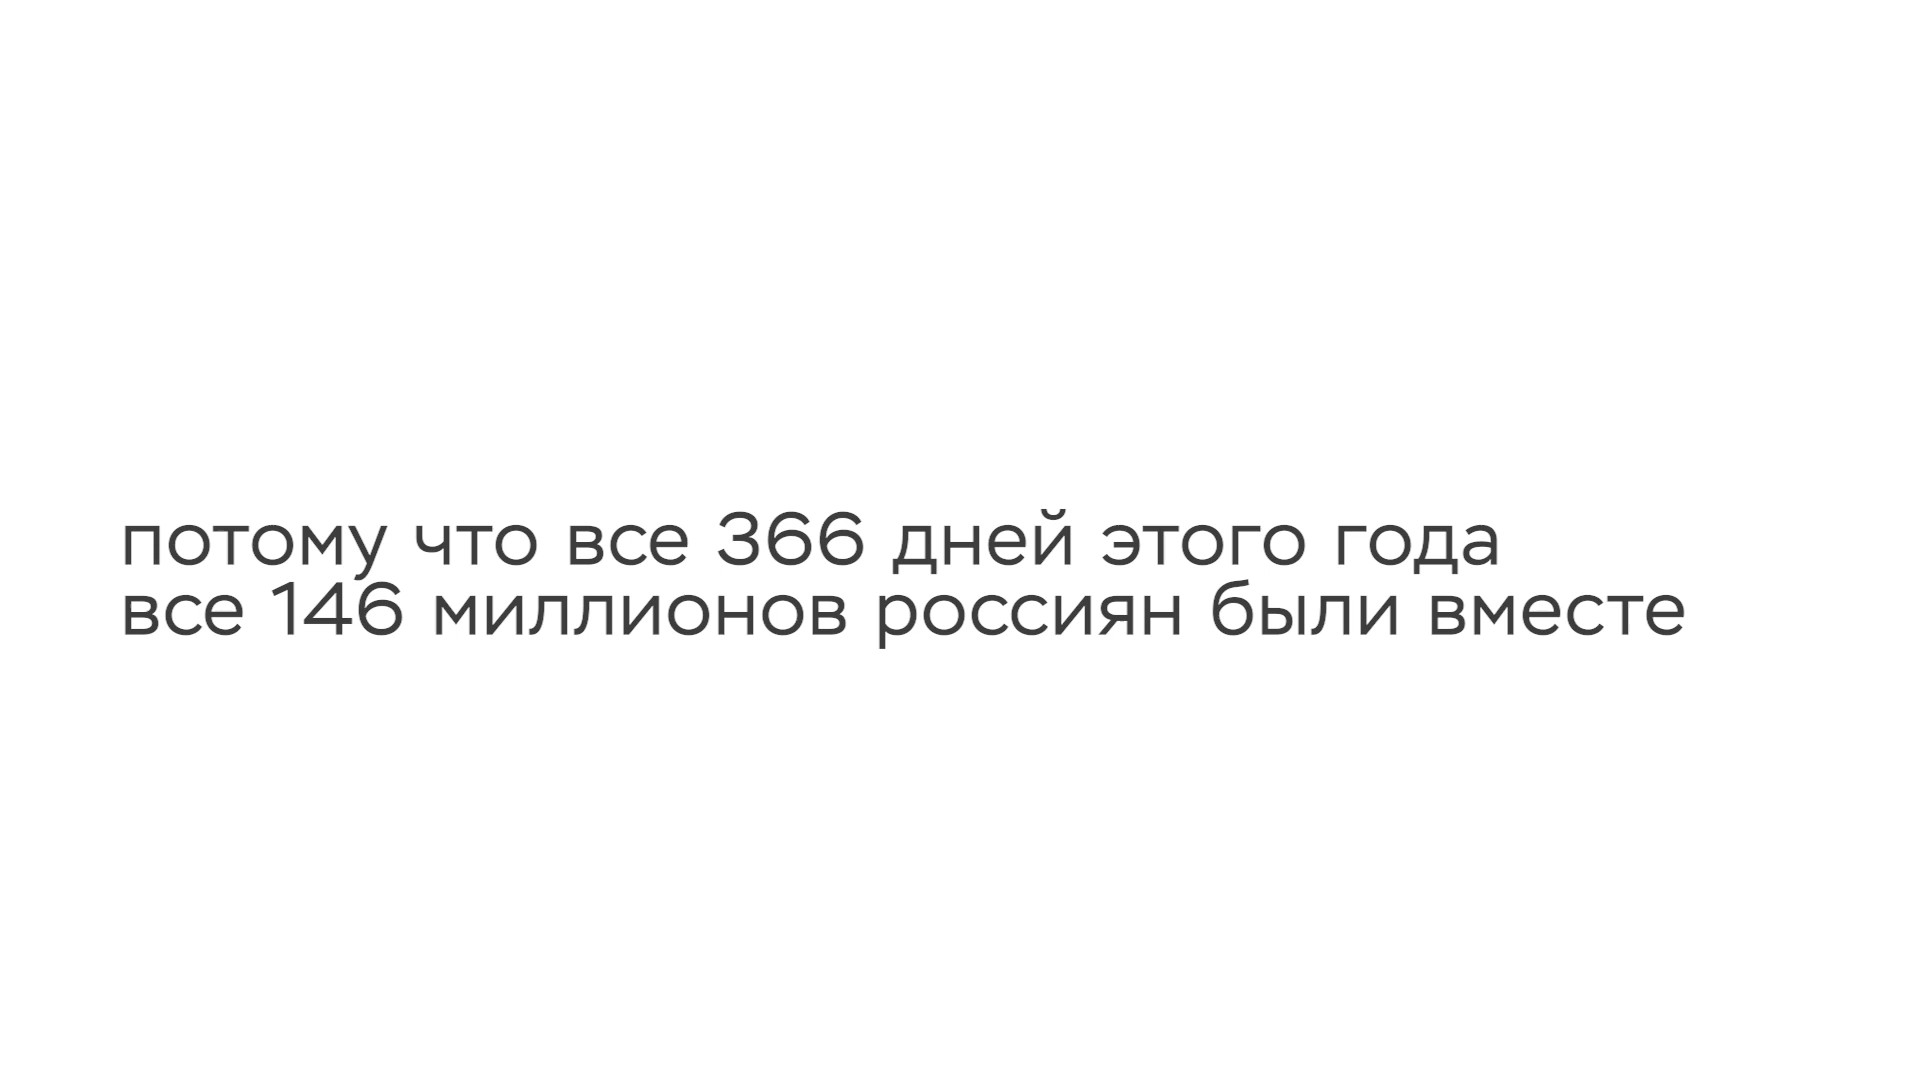 потому что все 366 дней этого года
все 146 миллионов россиян были вместе